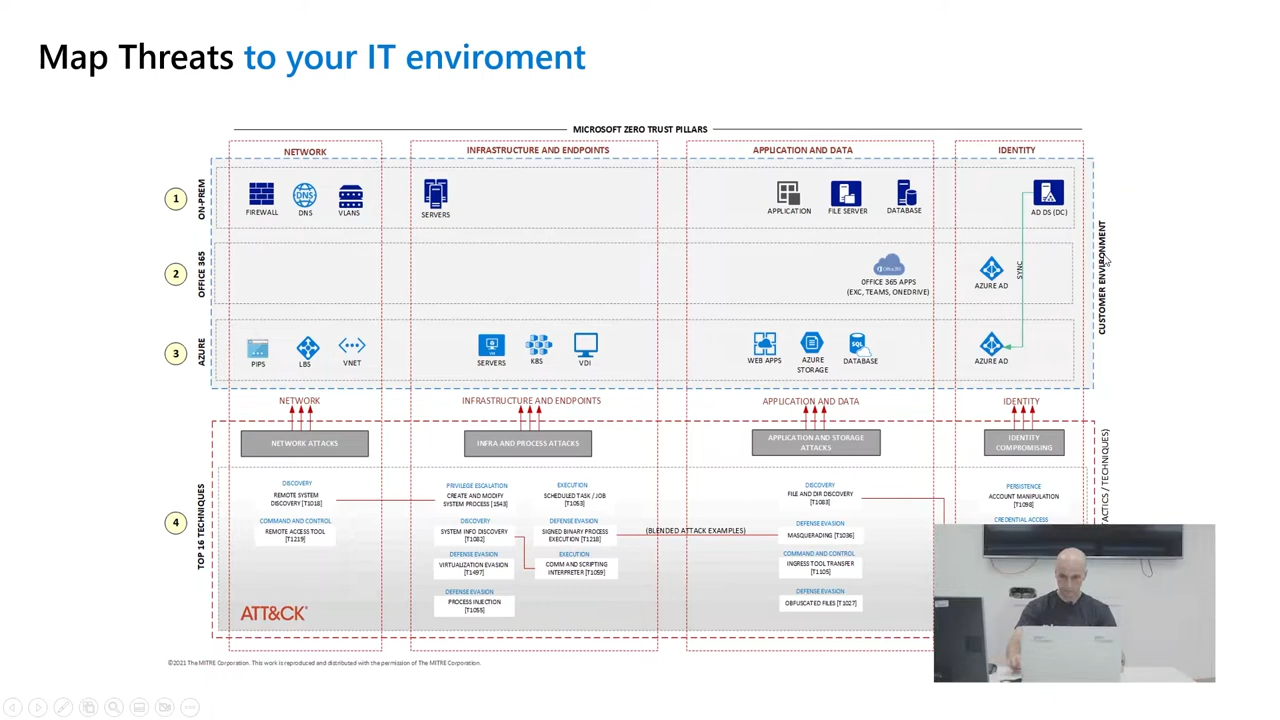 Map Threats to your IT enviroment
MICROSOFT ZERO TRUST PILLARS
NETWORK
INFRASTRUCTURE AND ENDPOINTS
APPLICATION AND DATA
IDENTITY
1
ON-PREM
FIREWALL
DNS
DNS
VLANS
SERVERS
APPLICATION
FILE SERVER
DATABASE
AD DS (DC)
2
OFFICE 365
Office 365
OFFICE 365 APPS
(EXC, TEAMS, ONEDRIVE)
AZURE AD
SYNC
CUSTOMER ENVIRONMENT
3
AZURE
PIPS
LBS
VNET
SERVERS
K8S
VDI
WEB APPS
AZURE
STORAGE
SQL
DATABASE
AZURE AD
NETWORK
INFRASTRUCTURE AND ENDPOINTS
APPLICATION AND DATA
IDENTITY
NETWORK ATTACKS
INFRA AND PROCESS ATTACKS
APPLICATION AND STORAGE
ATTACKS
IDENTITY
COMPROMISING
4
TOP 16 TECHNIQUES
DISCOVERY
REMOTE SYSTEM
DISCOVERY [T1018]
COMMAND AND CONTROL
REMOTE ACCESS TOOL
[T1219]
PRIVILEGE ESCALATION
CREATE AND MODIFY
SYSTEM PROCESS [1543]
DISCOVERY
SYSTEM INFO DISCOVERY
[T1082]
DEFENSE EVASION
VIRTUALIZATION EVASION
[T1497]
DEFENSE EVASION
PROCESS INJECTION
[T1055]
EXECUTION
SCHEDULED TASK / JOB
[T1053]
DEFENSE EVASION
SIGNED BINARY PROCESS
EXECUTION [T1218]
EXECUTION
COMM AND SCRIPTING
INTERPRETER [T1059]
(BLENDED ATTACK EXAMPLES)
DISCOVERY
FILE AND DIR DISCOVERY
[T1083]
DEFENSE EVASION
MASQUERADING [T1036]
COMMAND AND CONTROL
INGRESS TOOL TRANSFER
[T1105]
DEFENSE EVASION
OBFUSCATED FILES [T1027]
PERSISTENCE
ACCOUNT MANIPULATION
[T1098]
CREDENTIAL ACCESS
TACTICS / TECHNIQUES)
ATT&CK®
©2021 The MITRE Corporation. This work is reproduced and distributed with the permission of The MITRE Corporation.